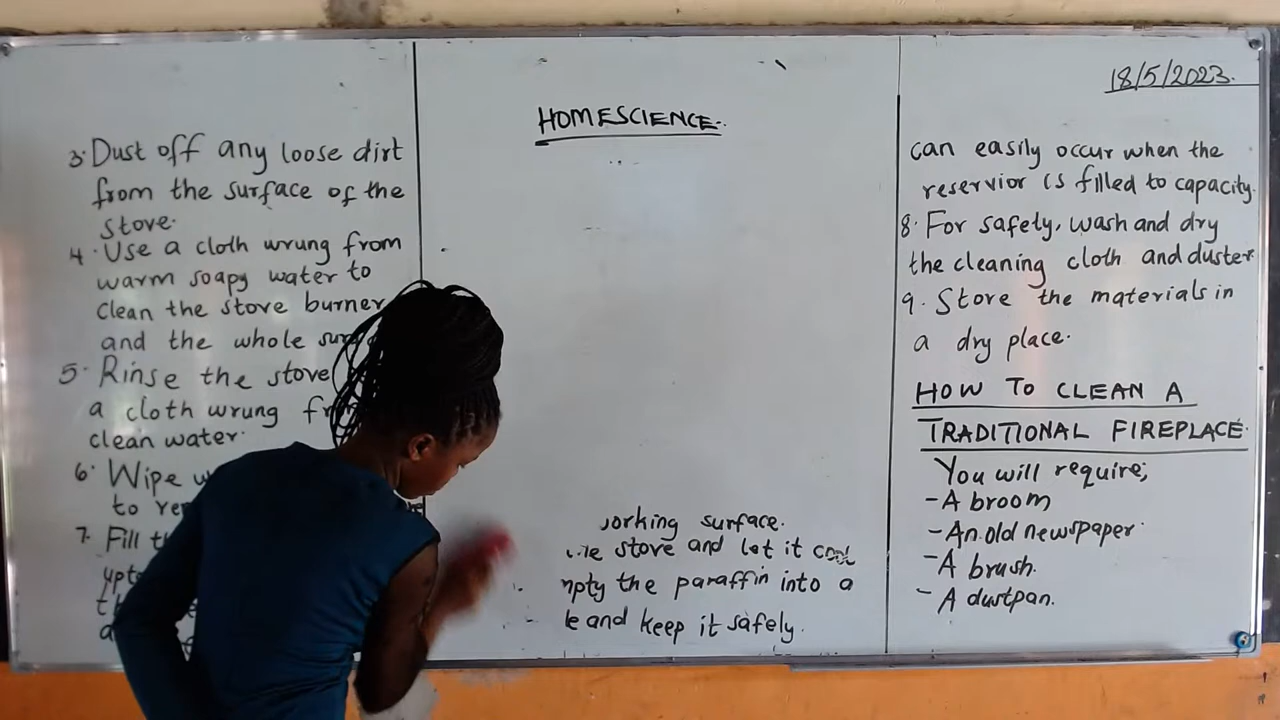 18/5/2023.
HOMESCIENCE.
3. Dust off any loose dirt
from the surface of the
stove.
4. Use a cloth wrung from
warm soapy water to
clean the stove burner
and the whole
5. Rinse the stove
a cloth wrung
clean water.
6. Wipe
to
7. Fill
surface.
store and let it cool
the paraffin into a
and keep it safely.
can easily occur when the
reservior is filled to capacity.
8. For safety, wash and dry
the cleaning cloth and duster
9. Store the materials in
a dry place.
HOW TO CLEAN A
TRADITIONAL FIREPLACE.
You will require;
- A broom
- An old newspaper.
- A brush.
- A dustpan.